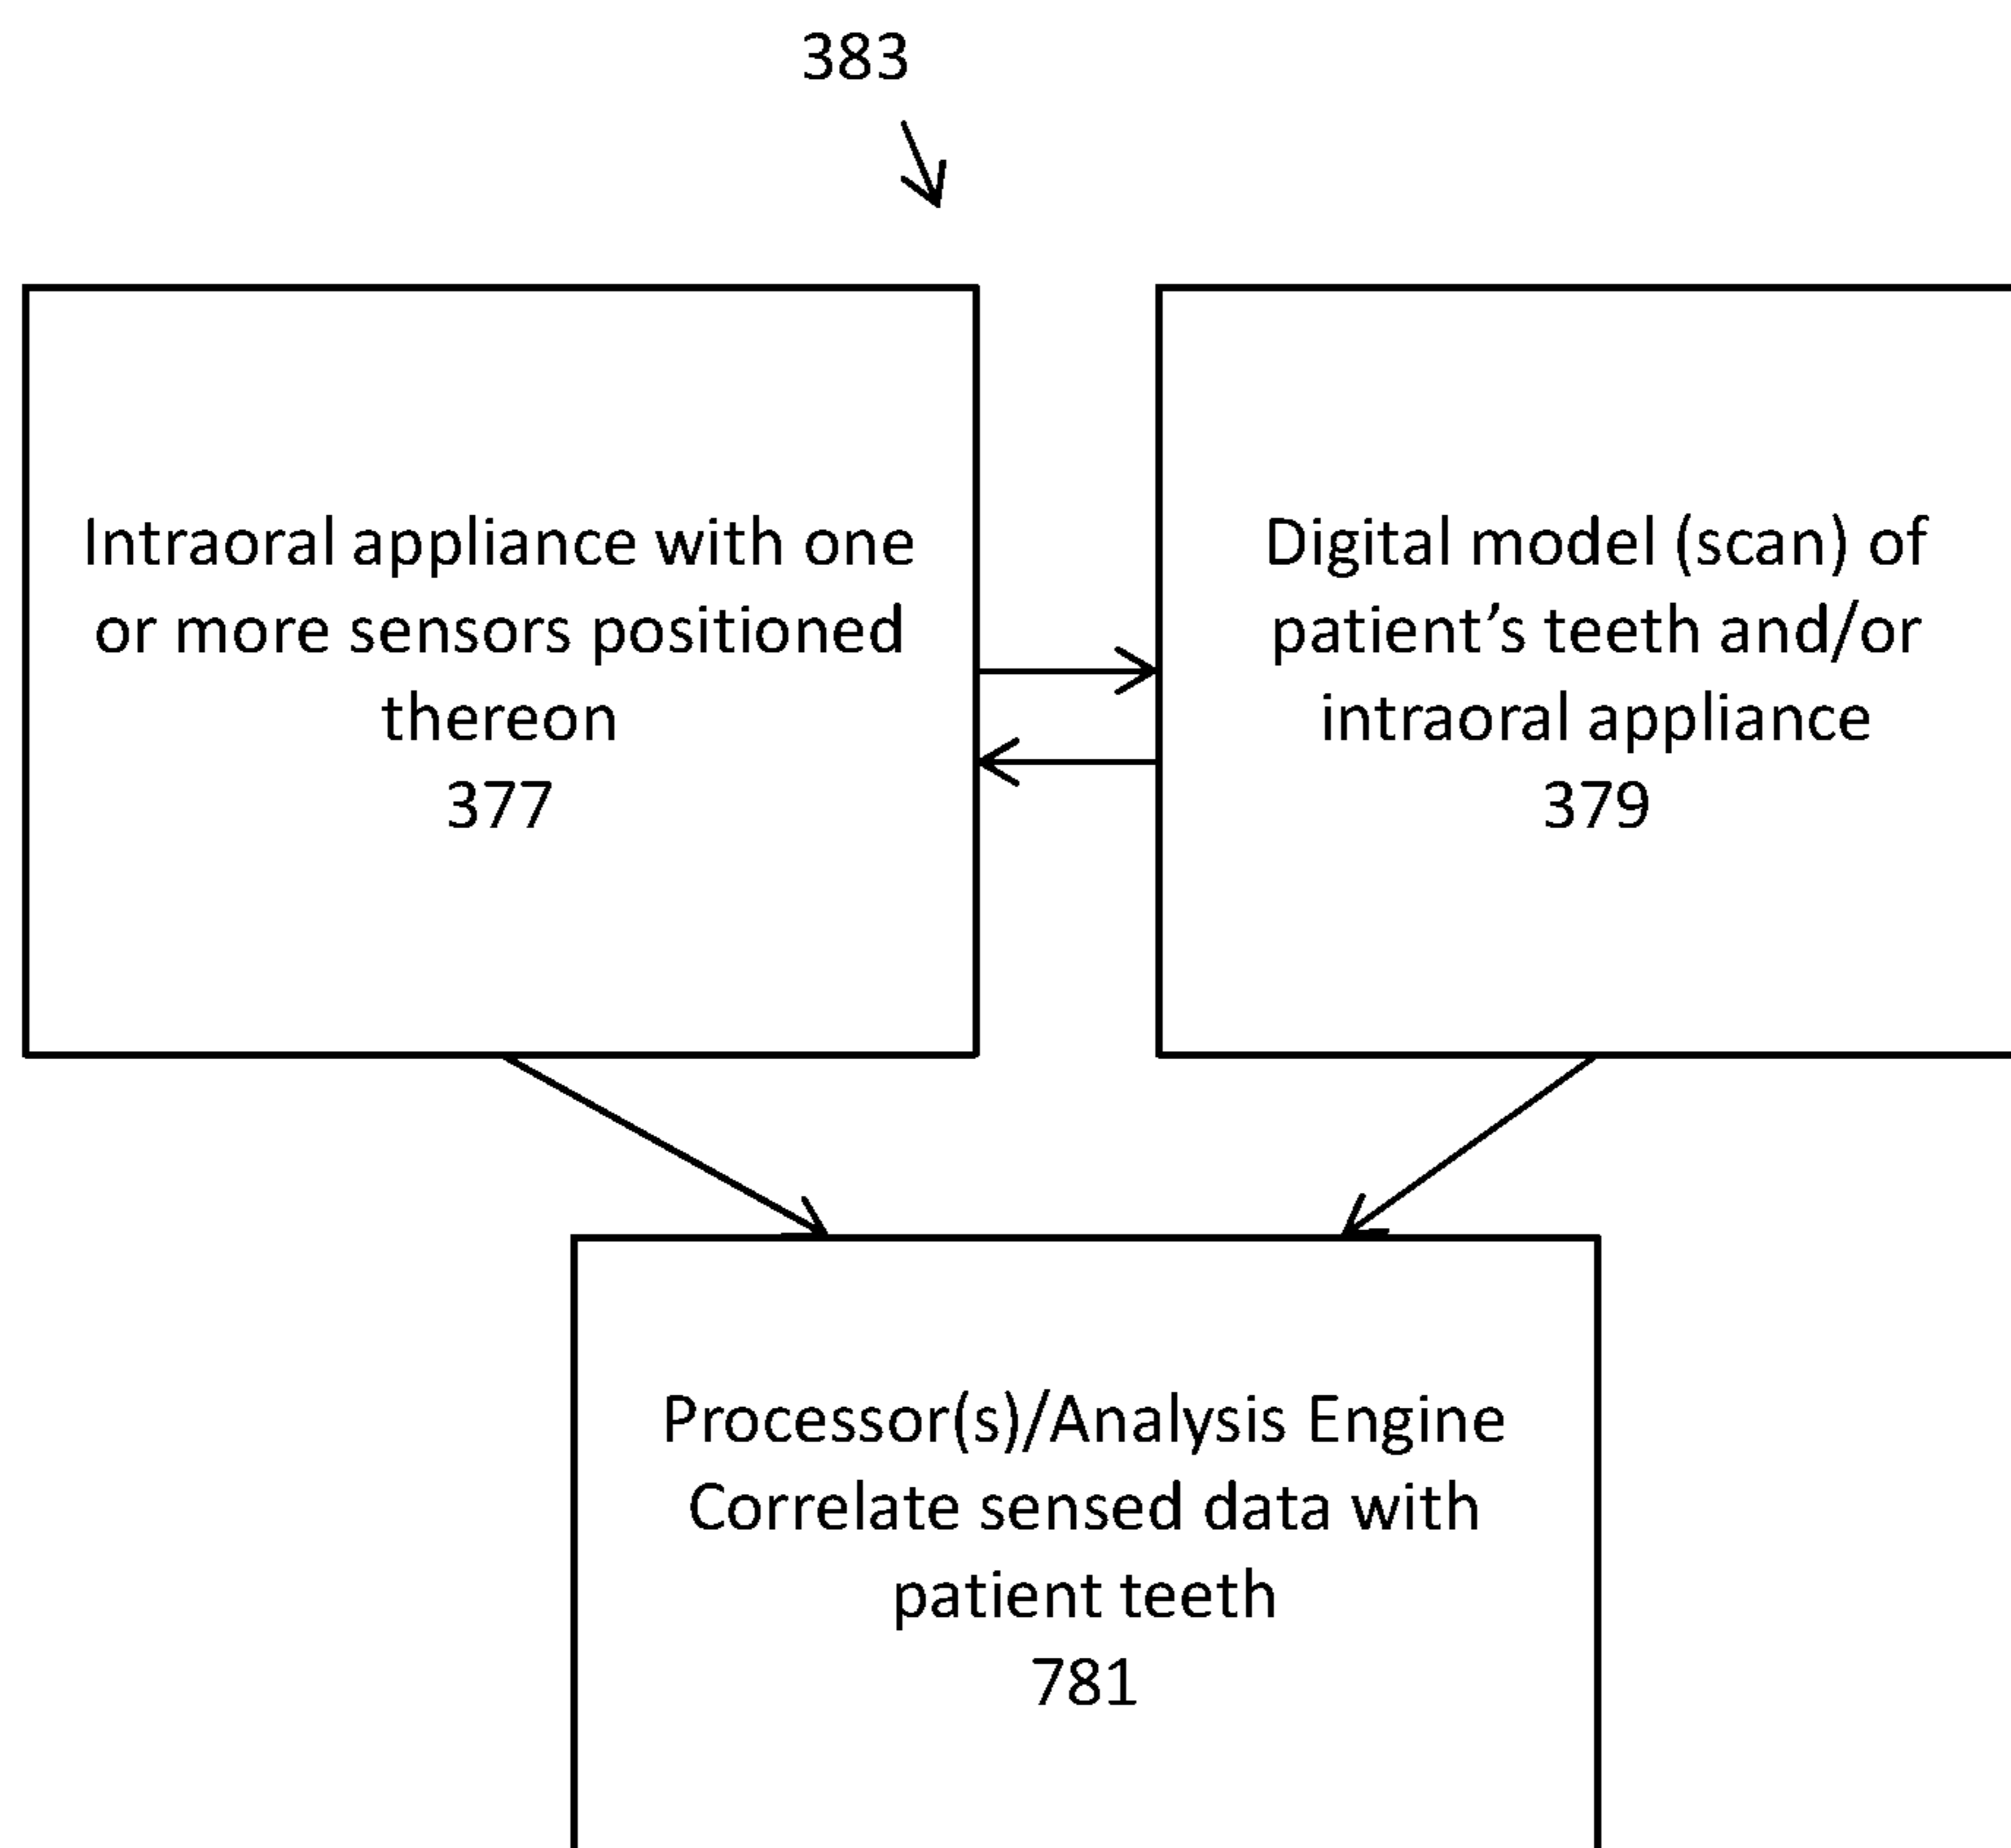 383
Intraoral appliance with one
or more sensors positioned
thereon
377
Digital model (scan) of
patient’s teeth and/or
intraoral appliance
379
Processor(s)/Analysis Engine
Correlate sensed data with
patient teeth
781